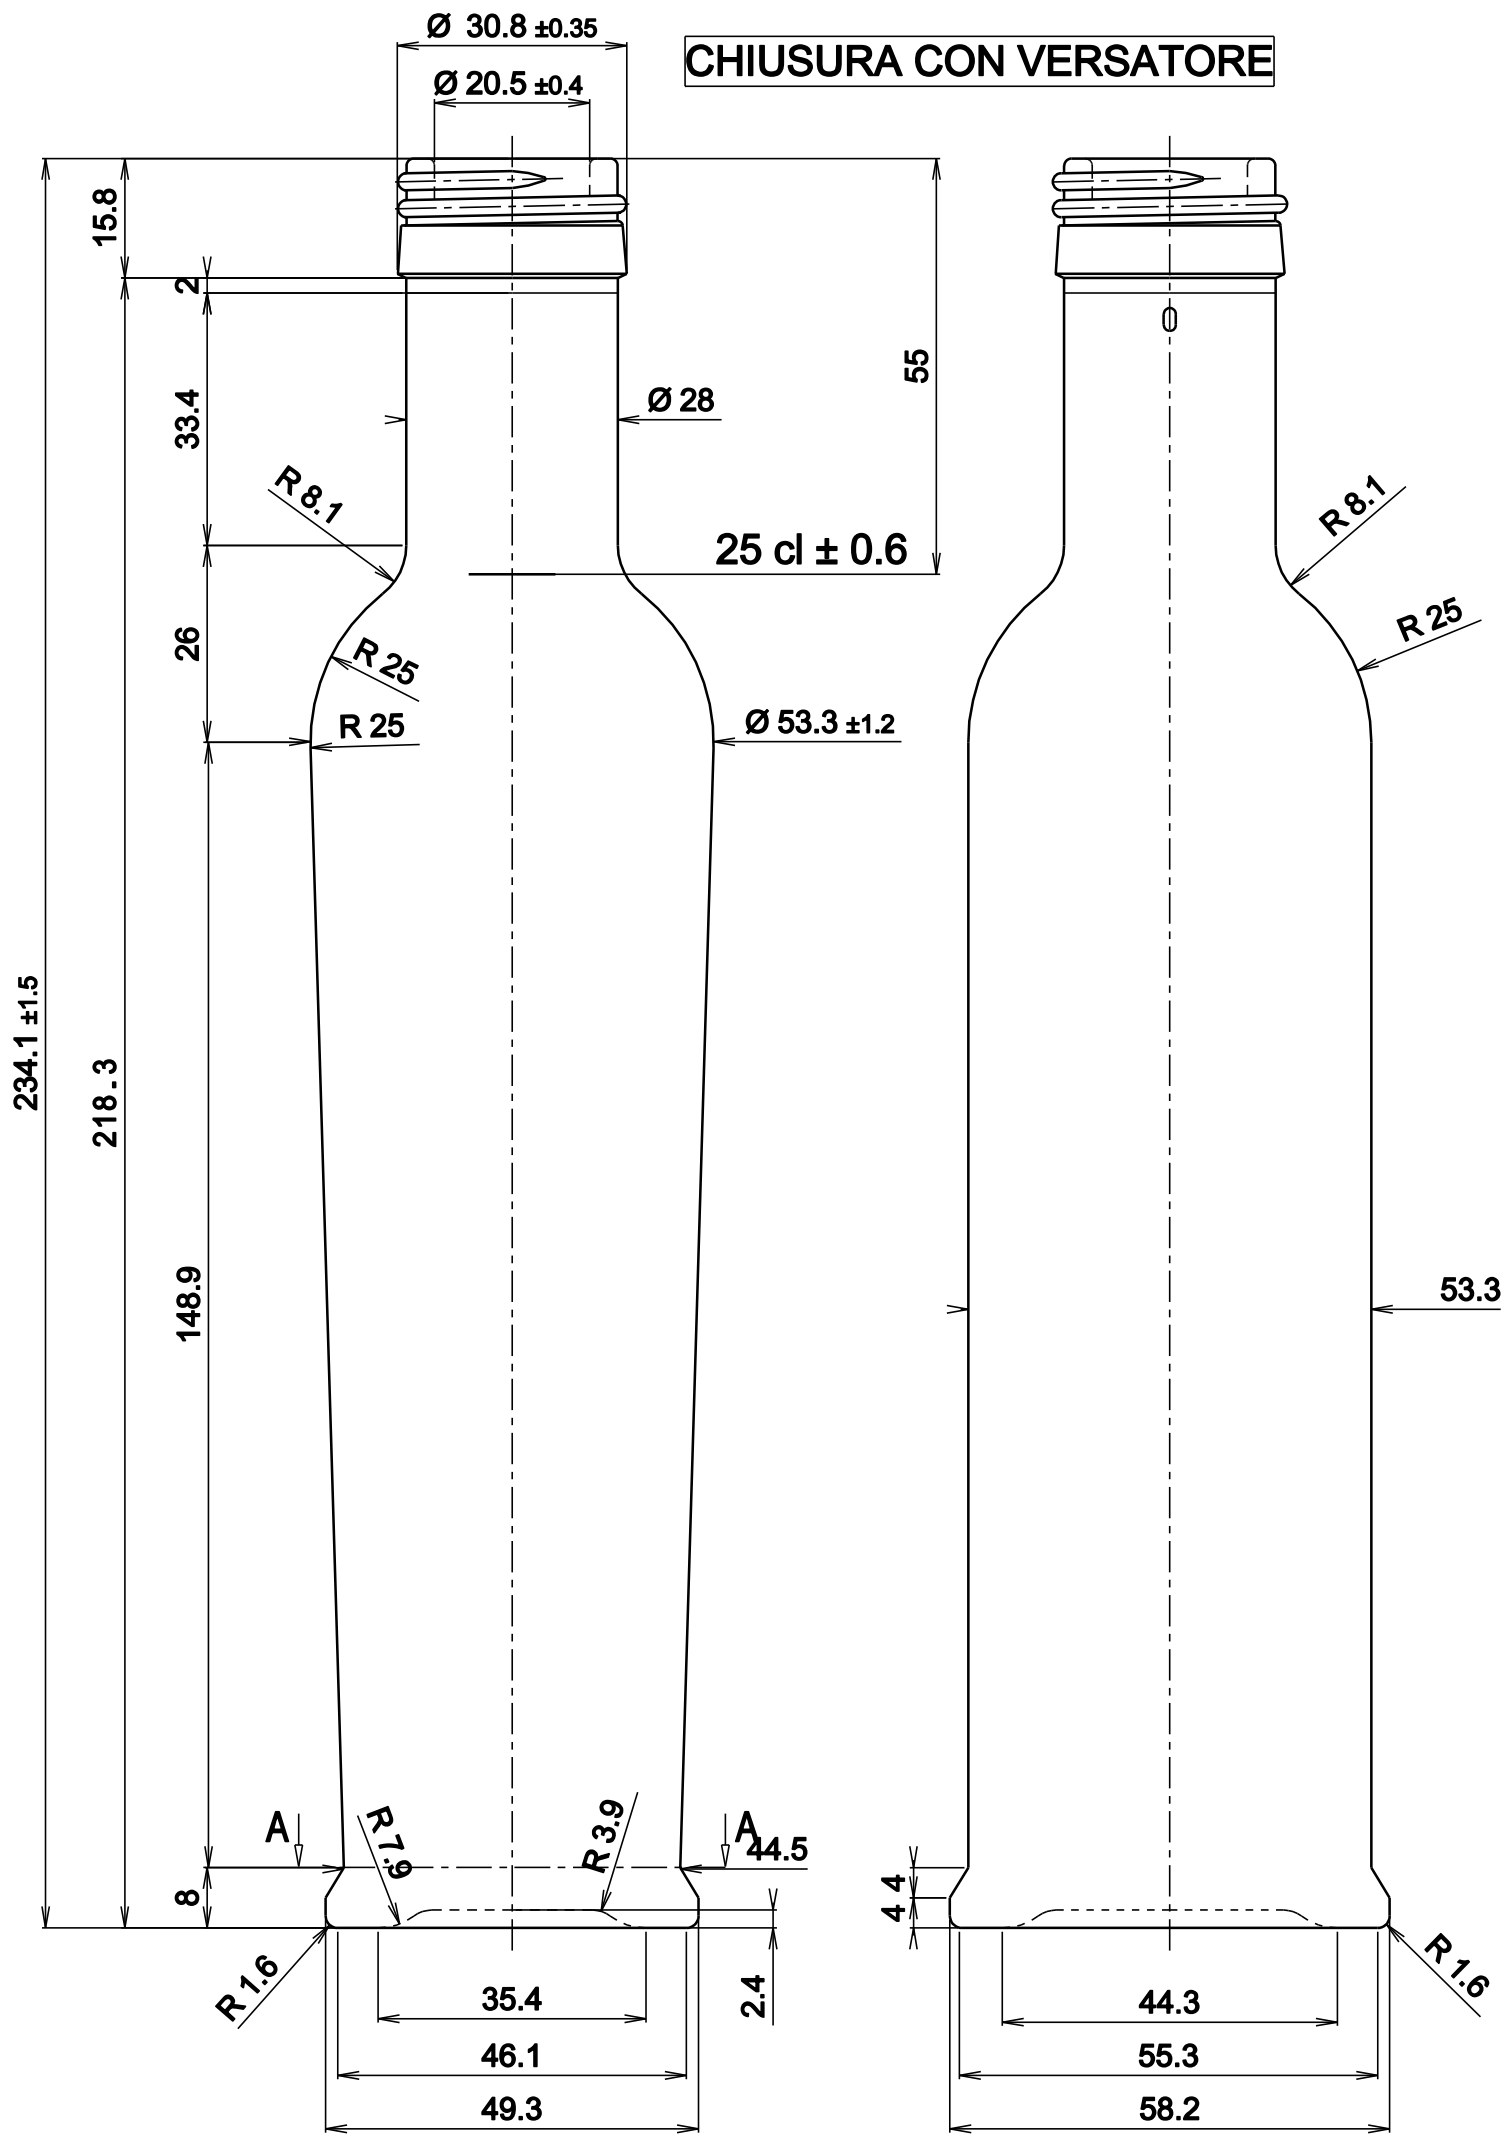 Ø 30.8 ±0.35
CHIUSURA CON VERSATORE
Ø 20.5 ±0.4
15.8
2
33.4
55
Ø 28
R 8.1
R 8.1
25 cl ± 0.6
26
R 25
R 25
R 25
Ø 53.3 ±1.2
234.1 ±1.5
218.3
148.9
53.3
A
A
R 7.9
R 3.9
44.5
8
4
4
R 1.6
R 1.6
2.4
35.4
44.3
46.1
55.3
49.3
58.2